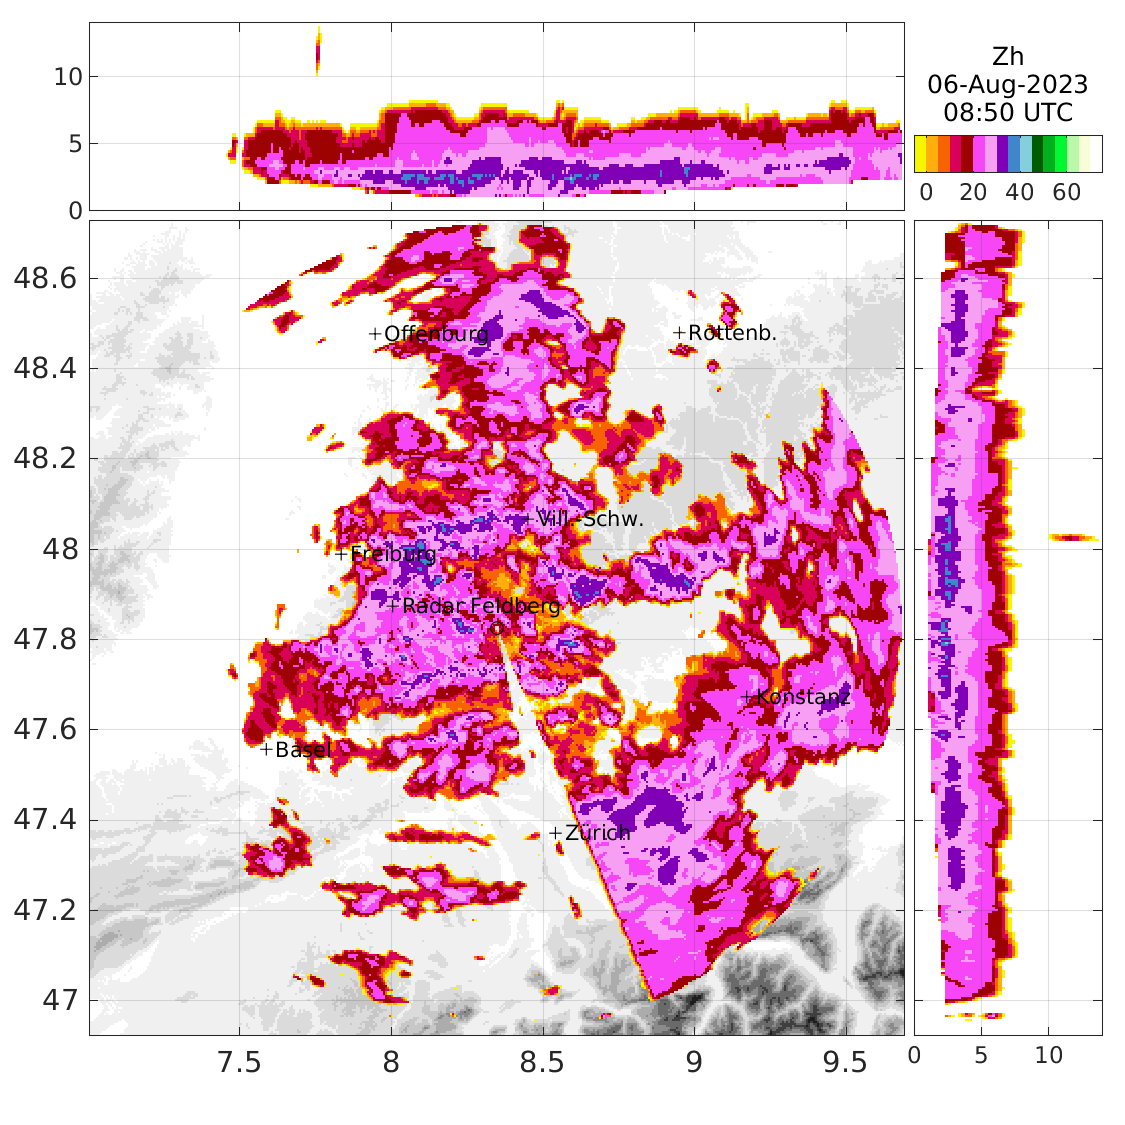 10
5
0
Zh
06-Aug-2023
08:50 UTC
0 20 40 60
48.6
48.4
48.2
48
47.8
47.6
47.4
47.2
47
+Offenburg
+Rottenb.
+Vill.-Schw.
+Freiburg
+Radar Feldberg
+Konstanz
+Basel
+Zürich
7.5 8 8.5 9 9.5
0 5 10